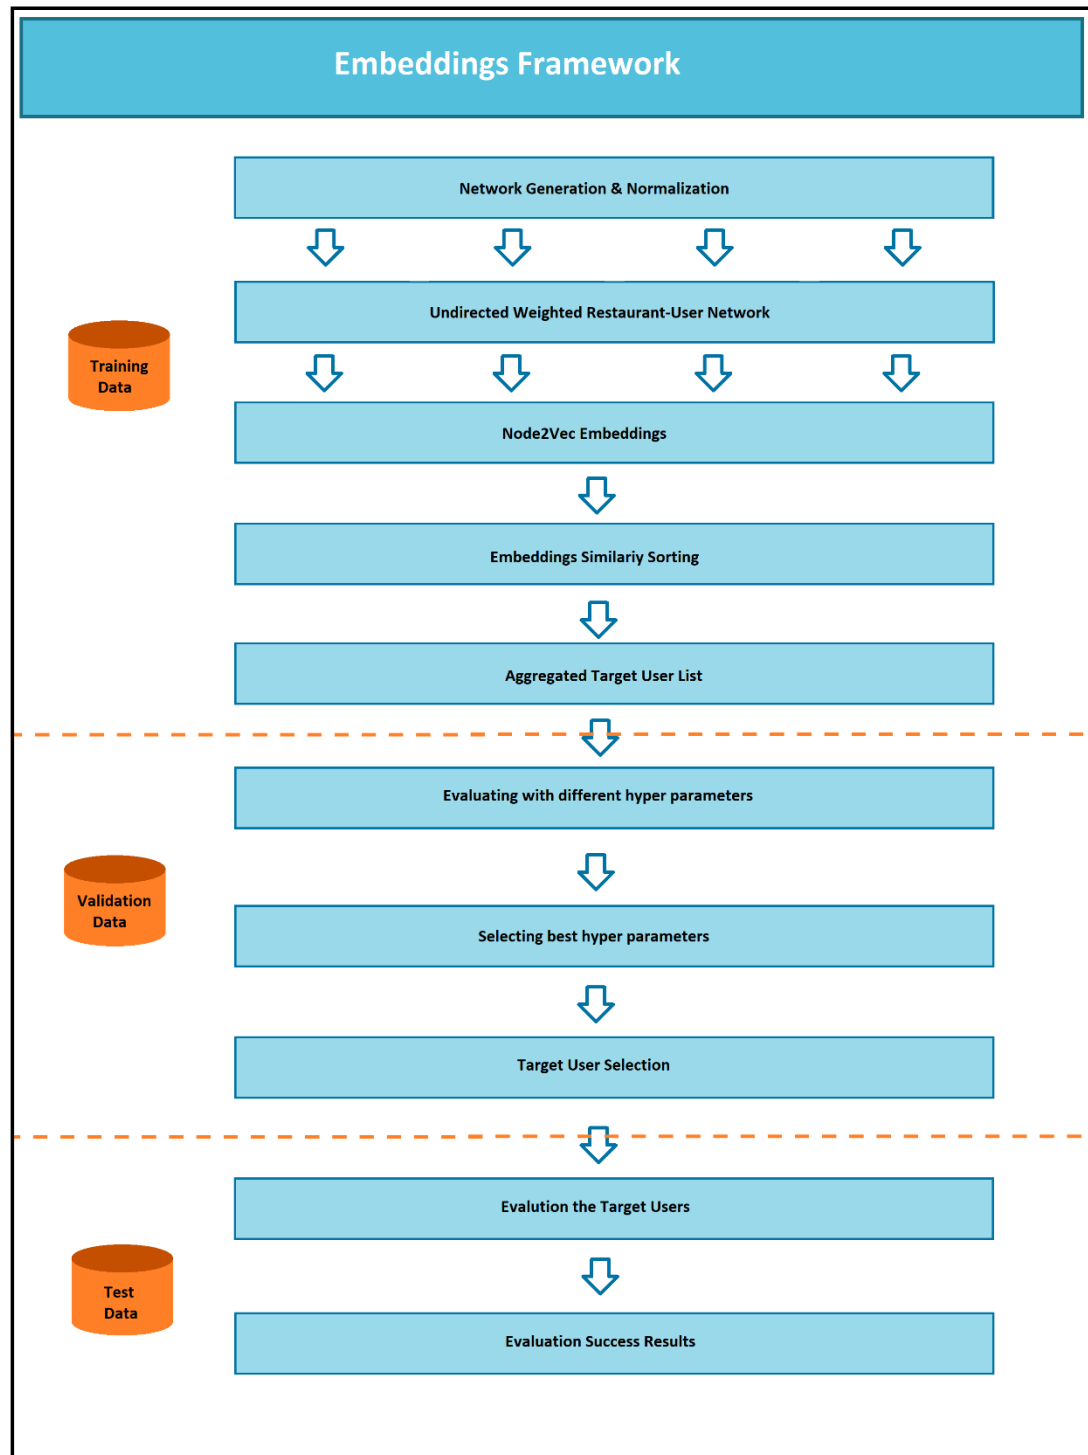 Embeddings Framework
Network Generation & Normalization
Undirected Weighted Restaurant-User Network
Training
Data
Node2Vec Embeddings
Embeddings Similariy Sorting
Aggregated Target User List
Evaluating with different hyper parameters
Validation
Data
Selecting best hyper parameters
Target User Selection
Evalution the Target Users
Test
Data
Evaluation Success Results